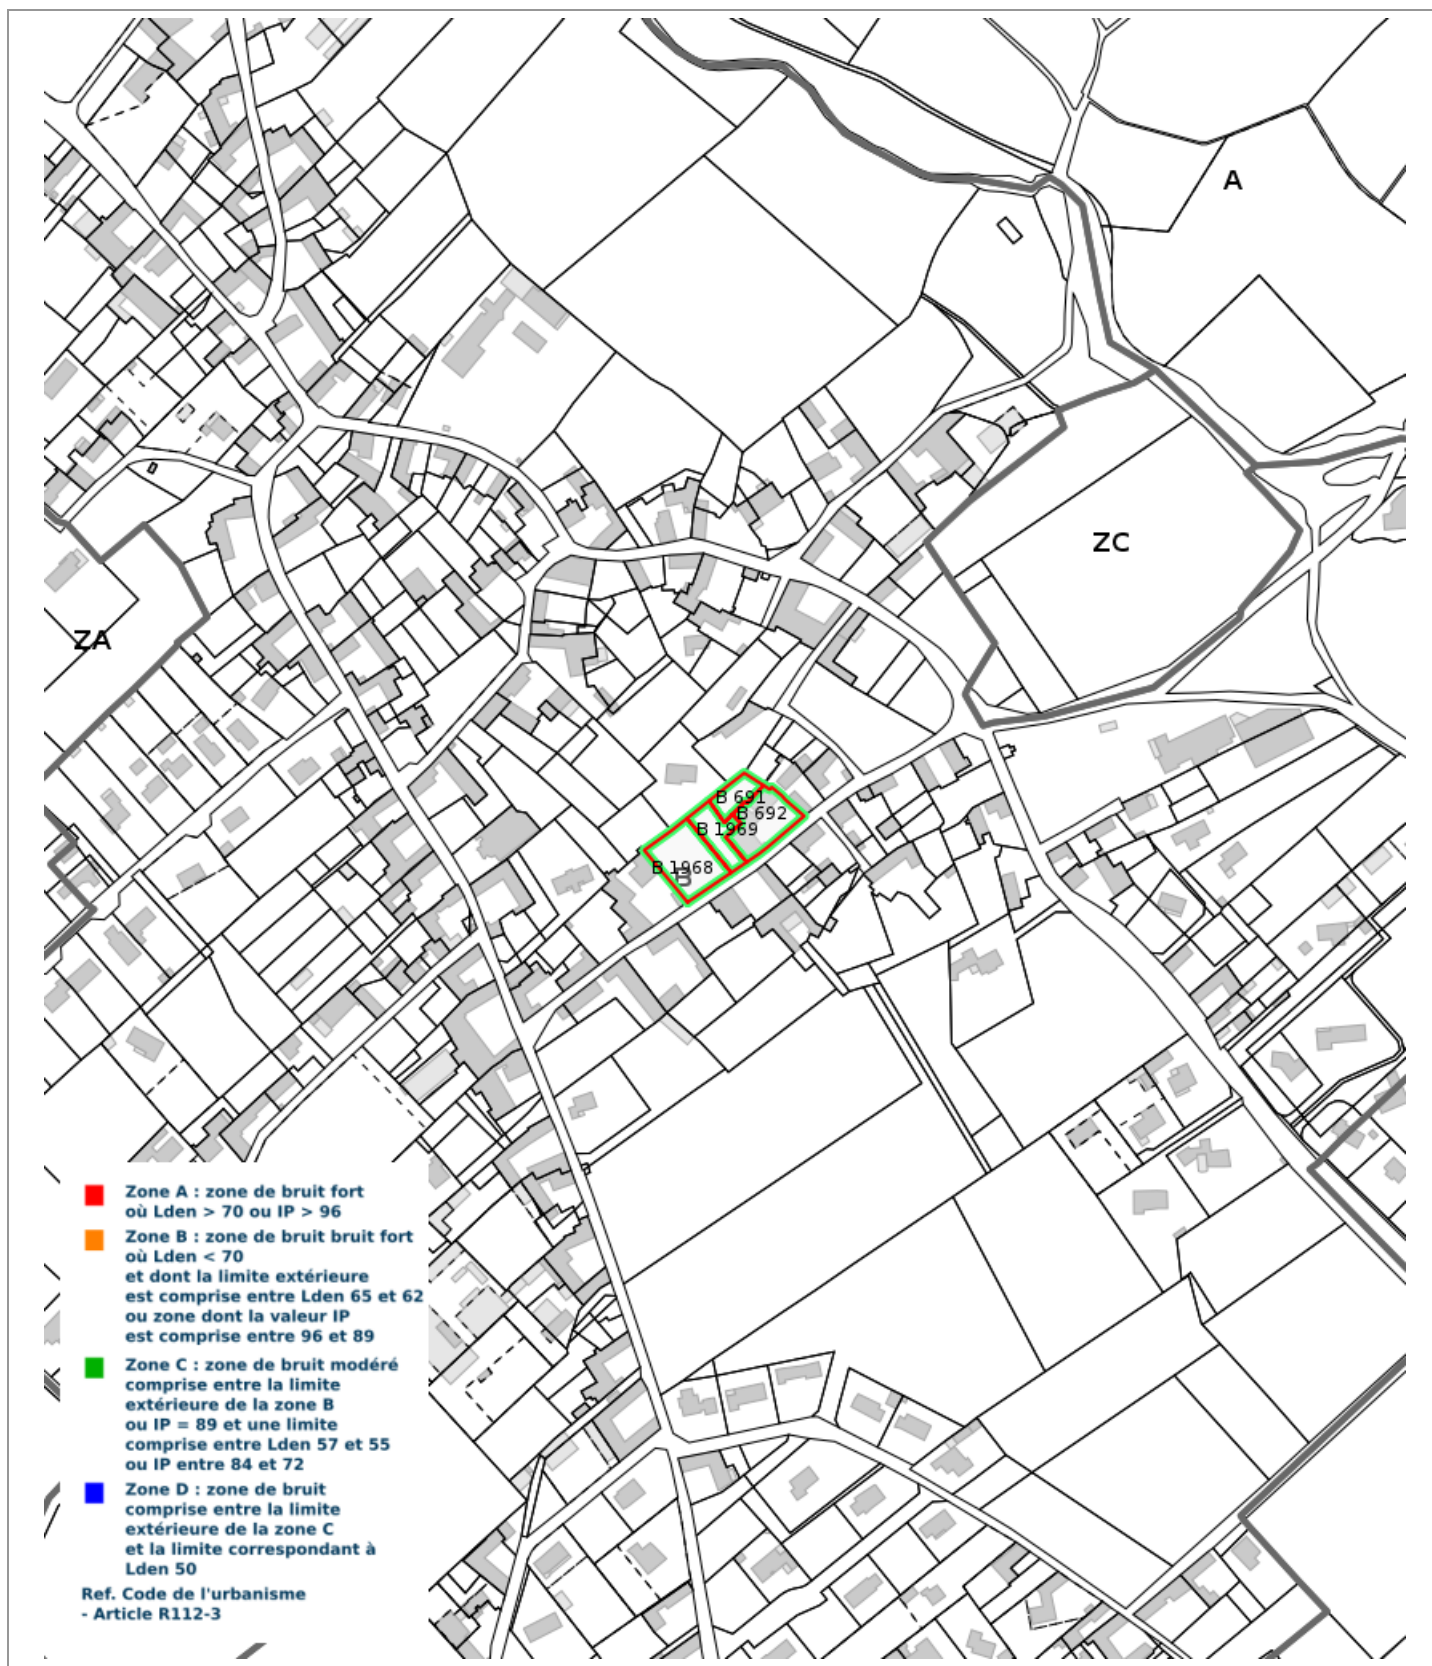 A
ZC
ZA
B 691
B 692
B 1969
B 1968
B
Zone A : zone de bruit fort
où Lden > 70 ou IP > 96
Zone B : zone de bruit bruit fort
où Lden < 70
et dont la limite extérieure
est comprise entre Lden 65 et 62
ou zone dont la valeur IP
est comprise entre 96 et 89
Zone C : zone de bruit modéré
comprise entre la limite
extérieure de la zone B
ou IP = 89 et une limite
comprise entre Lden 57 et 55
ou IP entre 84 et 72
Zone D : zone de bruit
comprise entre la limite
extérieure de la zone C
et la limite correspondant à
Lden 50
Ref. Code de l'urbanisme
- Article R112-3